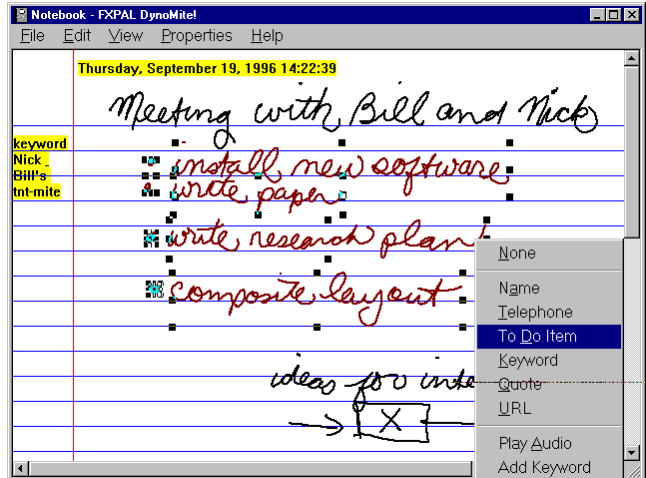 Notebook - FXPAL DynoMite!
File Edit View Properties Help
Thursday, September 19, 1996 14:22:39
Meeting with Bill and Nick
keyword
Nick
Bill's
tnt-mite
install new software
write paper
write research plan
composite layout
None
Name
Telephone
To Do Item
Keyword
Quote
URL
Play Audio
Add Keyword
ideas for inte
X